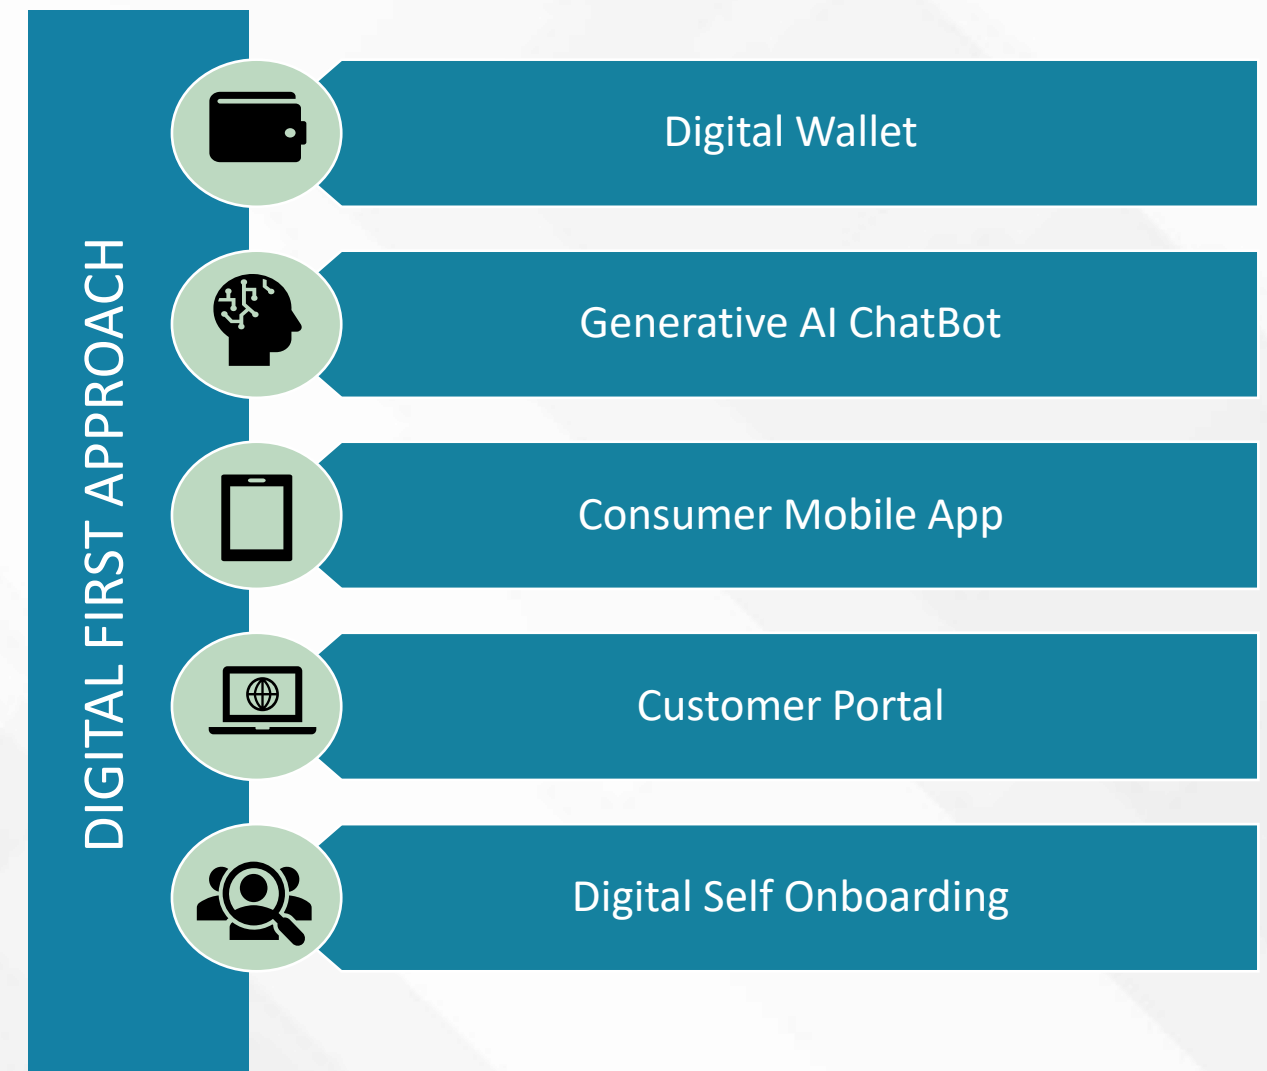 DIGITAL FIRST APPROACH
Digital Wallet
Generative AI ChatBot
Consumer Mobile App
Customer Portal
Digital Self Onboarding